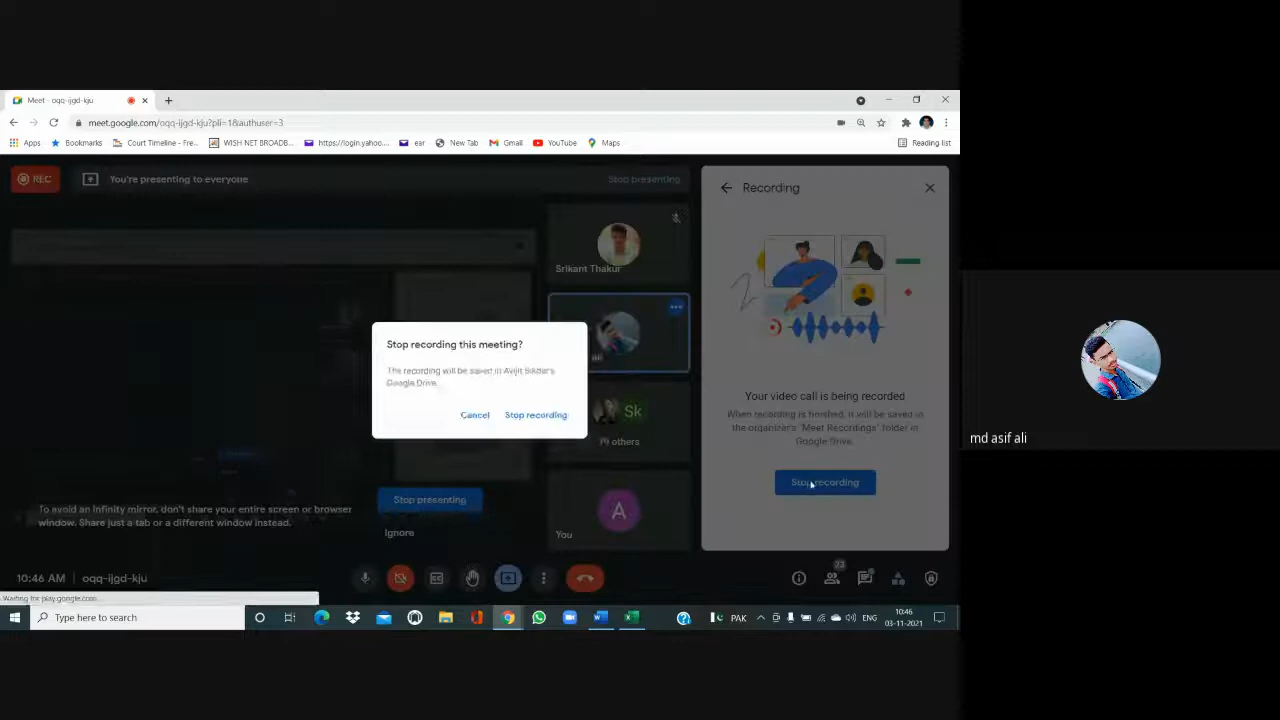 Meet - oqq-ijgd-kju
meet.google.com/oqq-ijgd-kju?pli=1&authuser=3
Apps Bookmarks Court Timeline - Fre... WISH NET BROADB... https://login.yahoo.... ear New Tab Gmail YouTube Maps Reading list
REC You're presenting to everyone Stop presenting
Recording
Srikant Thakur
Stop recording this meeting?
The recording will be saved in Avijit Sikder's
Google Drive.
Cancel Stop recording
Sk
others
Your video call is being recorded
When recording is finished, it will be saved in
the organizer's "Meet Recordings" folder in
Google Drive.
Stop recording
md asif ali
Stop presenting
To avoid an infinity mirror, don't share your entire screen or browser
window. Share just a tab or a different window instead.
Ignore
A
You
10:46 AM oqq-ijgd-kju
23
Waiting for play.google.com...
Type here to search
PAK
ENG
10:46
03-11-2021